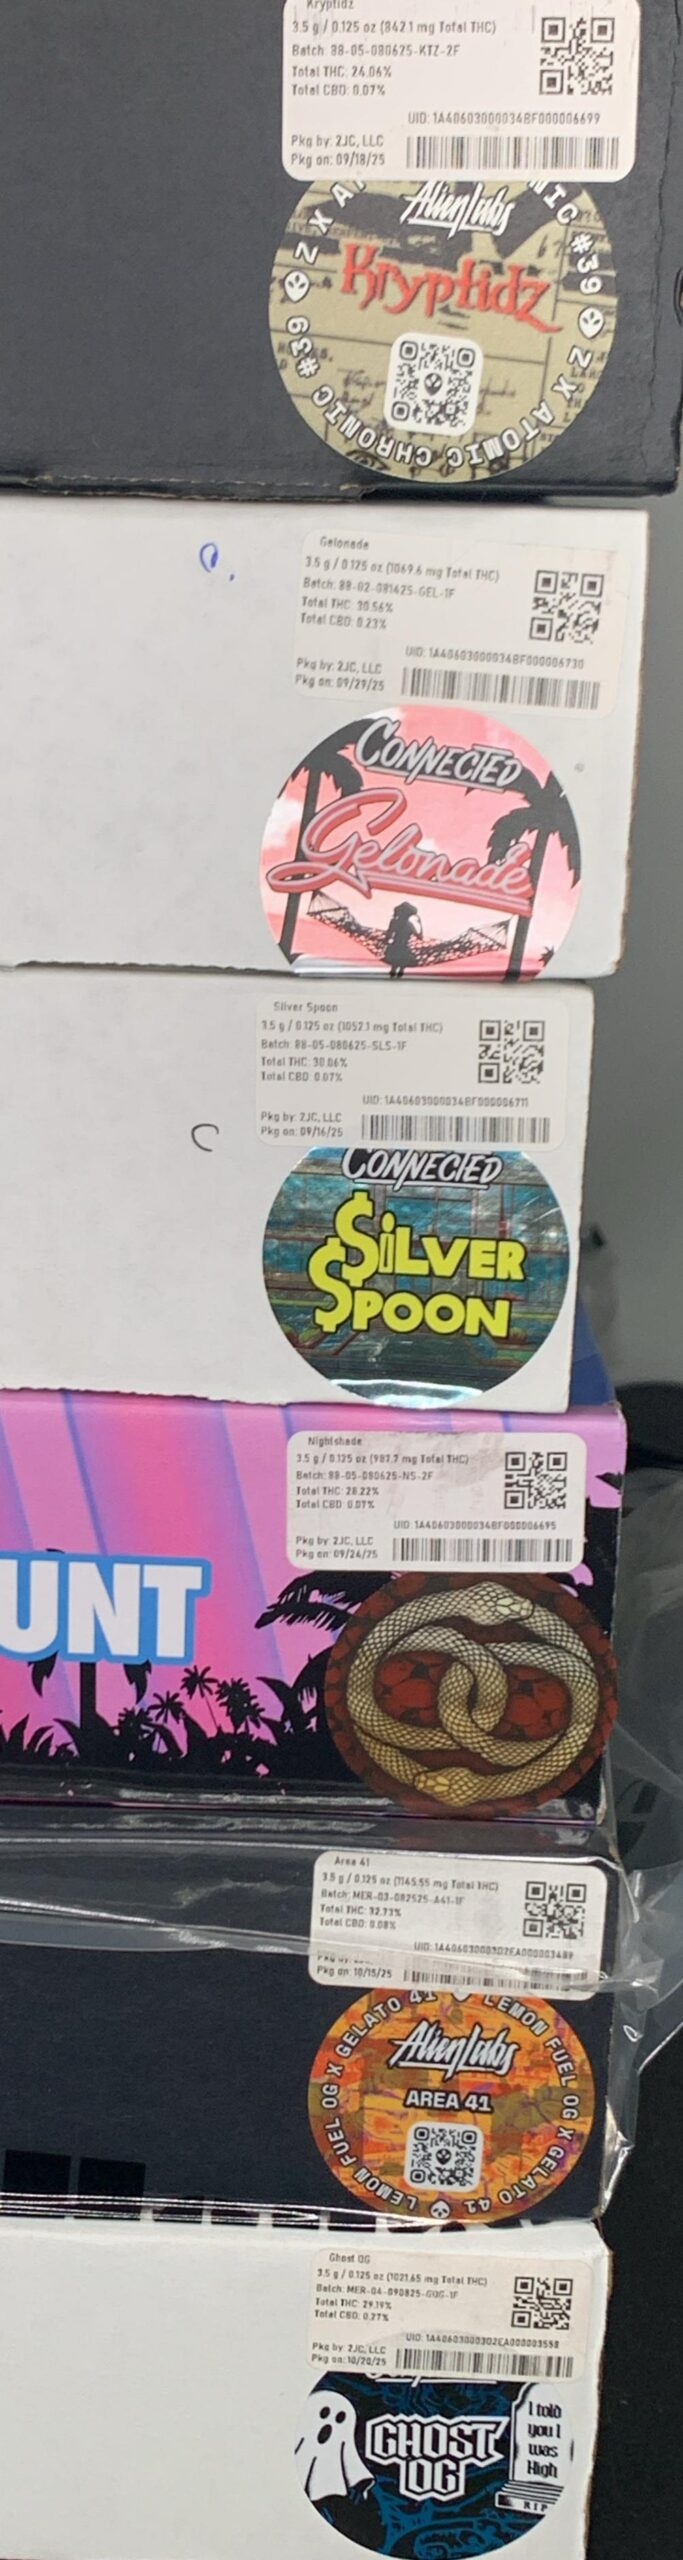 Kryptidz
3.5 g / 0.125 oz (842.1 mg Total THC)
Batch: 88-05-080625-KTZ-2F
Total THC: 24.06%
Total CBD: 0.07%
UID: 1A40603000034BF000006699
Pkg by: 2JC, LLC
Pkg on: 09/18/25
AlienLabs
Kryptidz
Z X ATOMIC CHRONIC #39
Gelonade
3.5 g / 0.125 oz (1069.6 mg Total THC)
Batch: 88-02-081625-GEL-1F
Total THC: 30.56%
Total CBD: 0.23%
UID: 1A40603000034BF000006730
Pkg by: 2JC, LLC
Pkg on: 09/29/25
CONNECTED
Gelonade
Silver Spoon
3.5 g / 0.125 oz (1052.1 mg Total THC)
Batch: 88-05-080625-SLS-1F
Total THC: 30.06%
Total CBD: 0.07%
UID: 1A40603000034BF000006711
Pkg by: 2JC, LLC
Pkg on: 09/16/25
CONNECTED
$iLVER
$POON
Nightshade
3.5 g / 0.125 oz (987.7 mg Total THC)
Batch: 88-05-080625-NS-2F
Total THC: 28.22%
Total CBD: 0.07%
UID: 1A40603000034BF000006695
Pkg by: 2JC, LLC
Pkg on: 09/24/25
UNT
Area 41
3.5 g / 0.125 oz (1145.55 mg Total THC)
Batch: MER-03-082525-A41-1F
Total THC: 32.73%
Total CBD: 0.08%
UID: 1A40603000302EA000003489
Pkg on: 10/15/25
LEMON FUEL OG X GELATO 41
LEMON FUEL OG X GELATO 41
AlienLabs
AREA 41
Ghost OG
3.5 g / 0.125 oz (1021.65 mg Total THC)
Batch: MER-04-090825-GOG-1F
Total THC: 29.19%
Total CBD: 0.27%
UID: 1A40603000302EA000003558
Pkg by: 2JC, LLC
Pkg on: 10/20/25
GHOST
OG
I told
you I
was
High
RIP